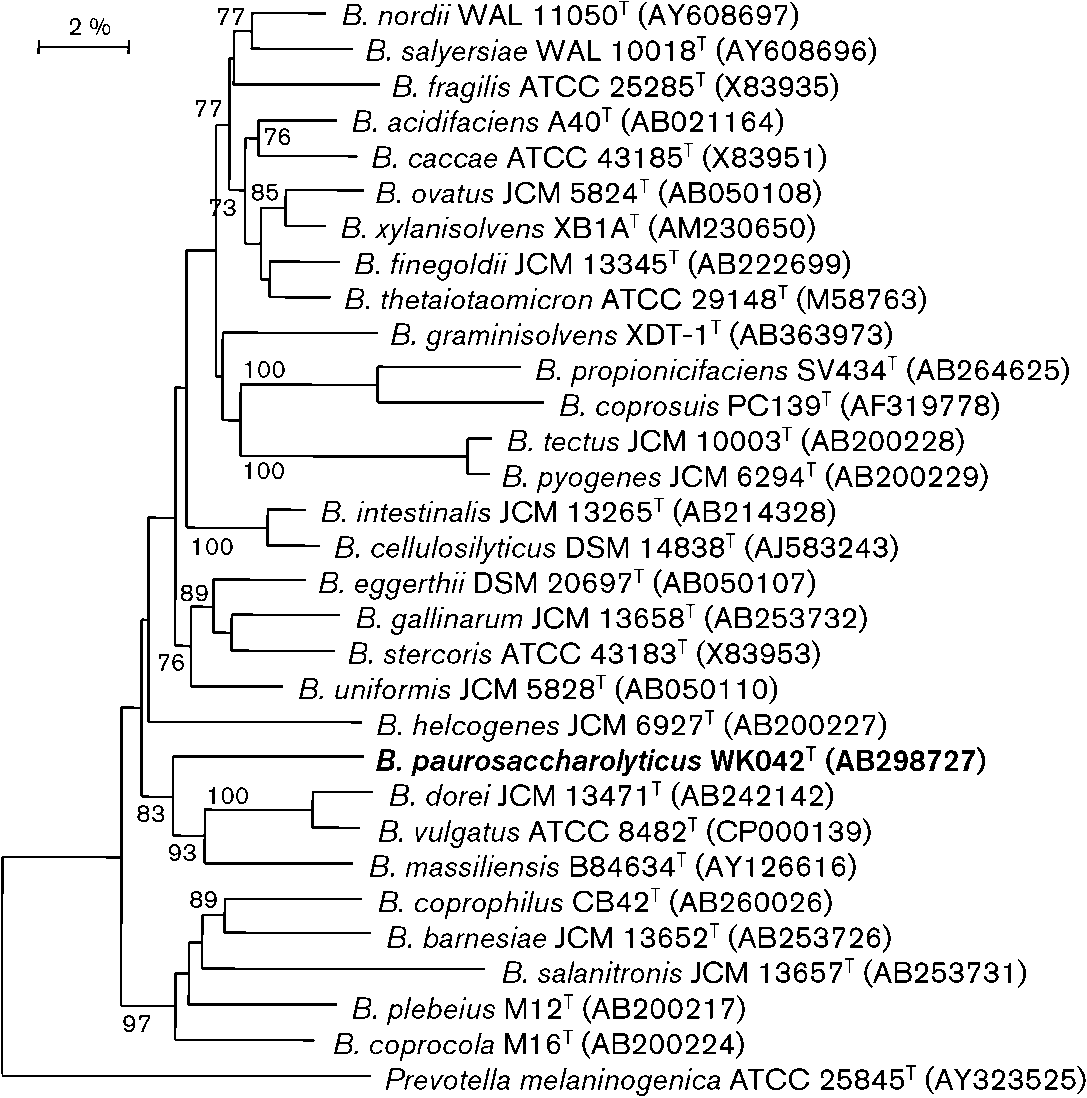 2 %
77
B. nordii WAL 11050ᵀ (AY608697)
B. salyersiae WAL 10018ᵀ (AY608696)
B. fragilis ATCC 25285ᵀ (X83935)
77
B. acidifaciens A40ᵀ (AB021164)
76
B. caccae ATCC 43185ᵀ (X83951)
85
B. ovatus JCM 5824ᵀ (AB050108)
73
B. xylanisolvens XB1Aᵀ (AM230650)
B. finegoldii JCM 13345ᵀ (AB222699)
B. thetaiotaomicron ATCC 29148ᵀ (M58763)
B. graminisolvens XDT-1ᵀ (AB363973)
100
B. propionicifaciens SV434ᵀ (AB264625)
B. coprosuis PC139ᵀ (AF319778)
B. tectus JCM 10003ᵀ (AB200228)
100
B. pyogenes JCM 6294ᵀ (AB200229)
B. intestinalis JCM 13265ᵀ (AB214328)
100
B. cellulosilyticus DSM 14838ᵀ (AJ583243)
B. eggerthii DSM 20697ᵀ (AB050107)
89
B. gallinarum JCM 13658ᵀ (AB253732)
B. stercoris ATCC 43183ᵀ (X83953)
76
B. uniformis JCM 5828ᵀ (AB050110)
B. helcogenes JCM 6927ᵀ (AB200227)
B. paurosaccharolyticus WK042ᵀ (AB298727)
100
B. dorei JCM 13471ᵀ (AB242142)
83
B. vulgatus ATCC 8482ᵀ (CP000139)
93
B. massiliensis B84634ᵀ (AY126616)
89
B. coprophilus CB42ᵀ (AB260026)
B. barnesiae JCM 13652ᵀ (AB253726)
B. salanitronis JCM 13657ᵀ (AB253731)
B. plebeius M12ᵀ (AB200217)
97
B. coprocola M16ᵀ (AB200224)
Prevotella melaninogenica ATCC 25845ᵀ (AY323525)